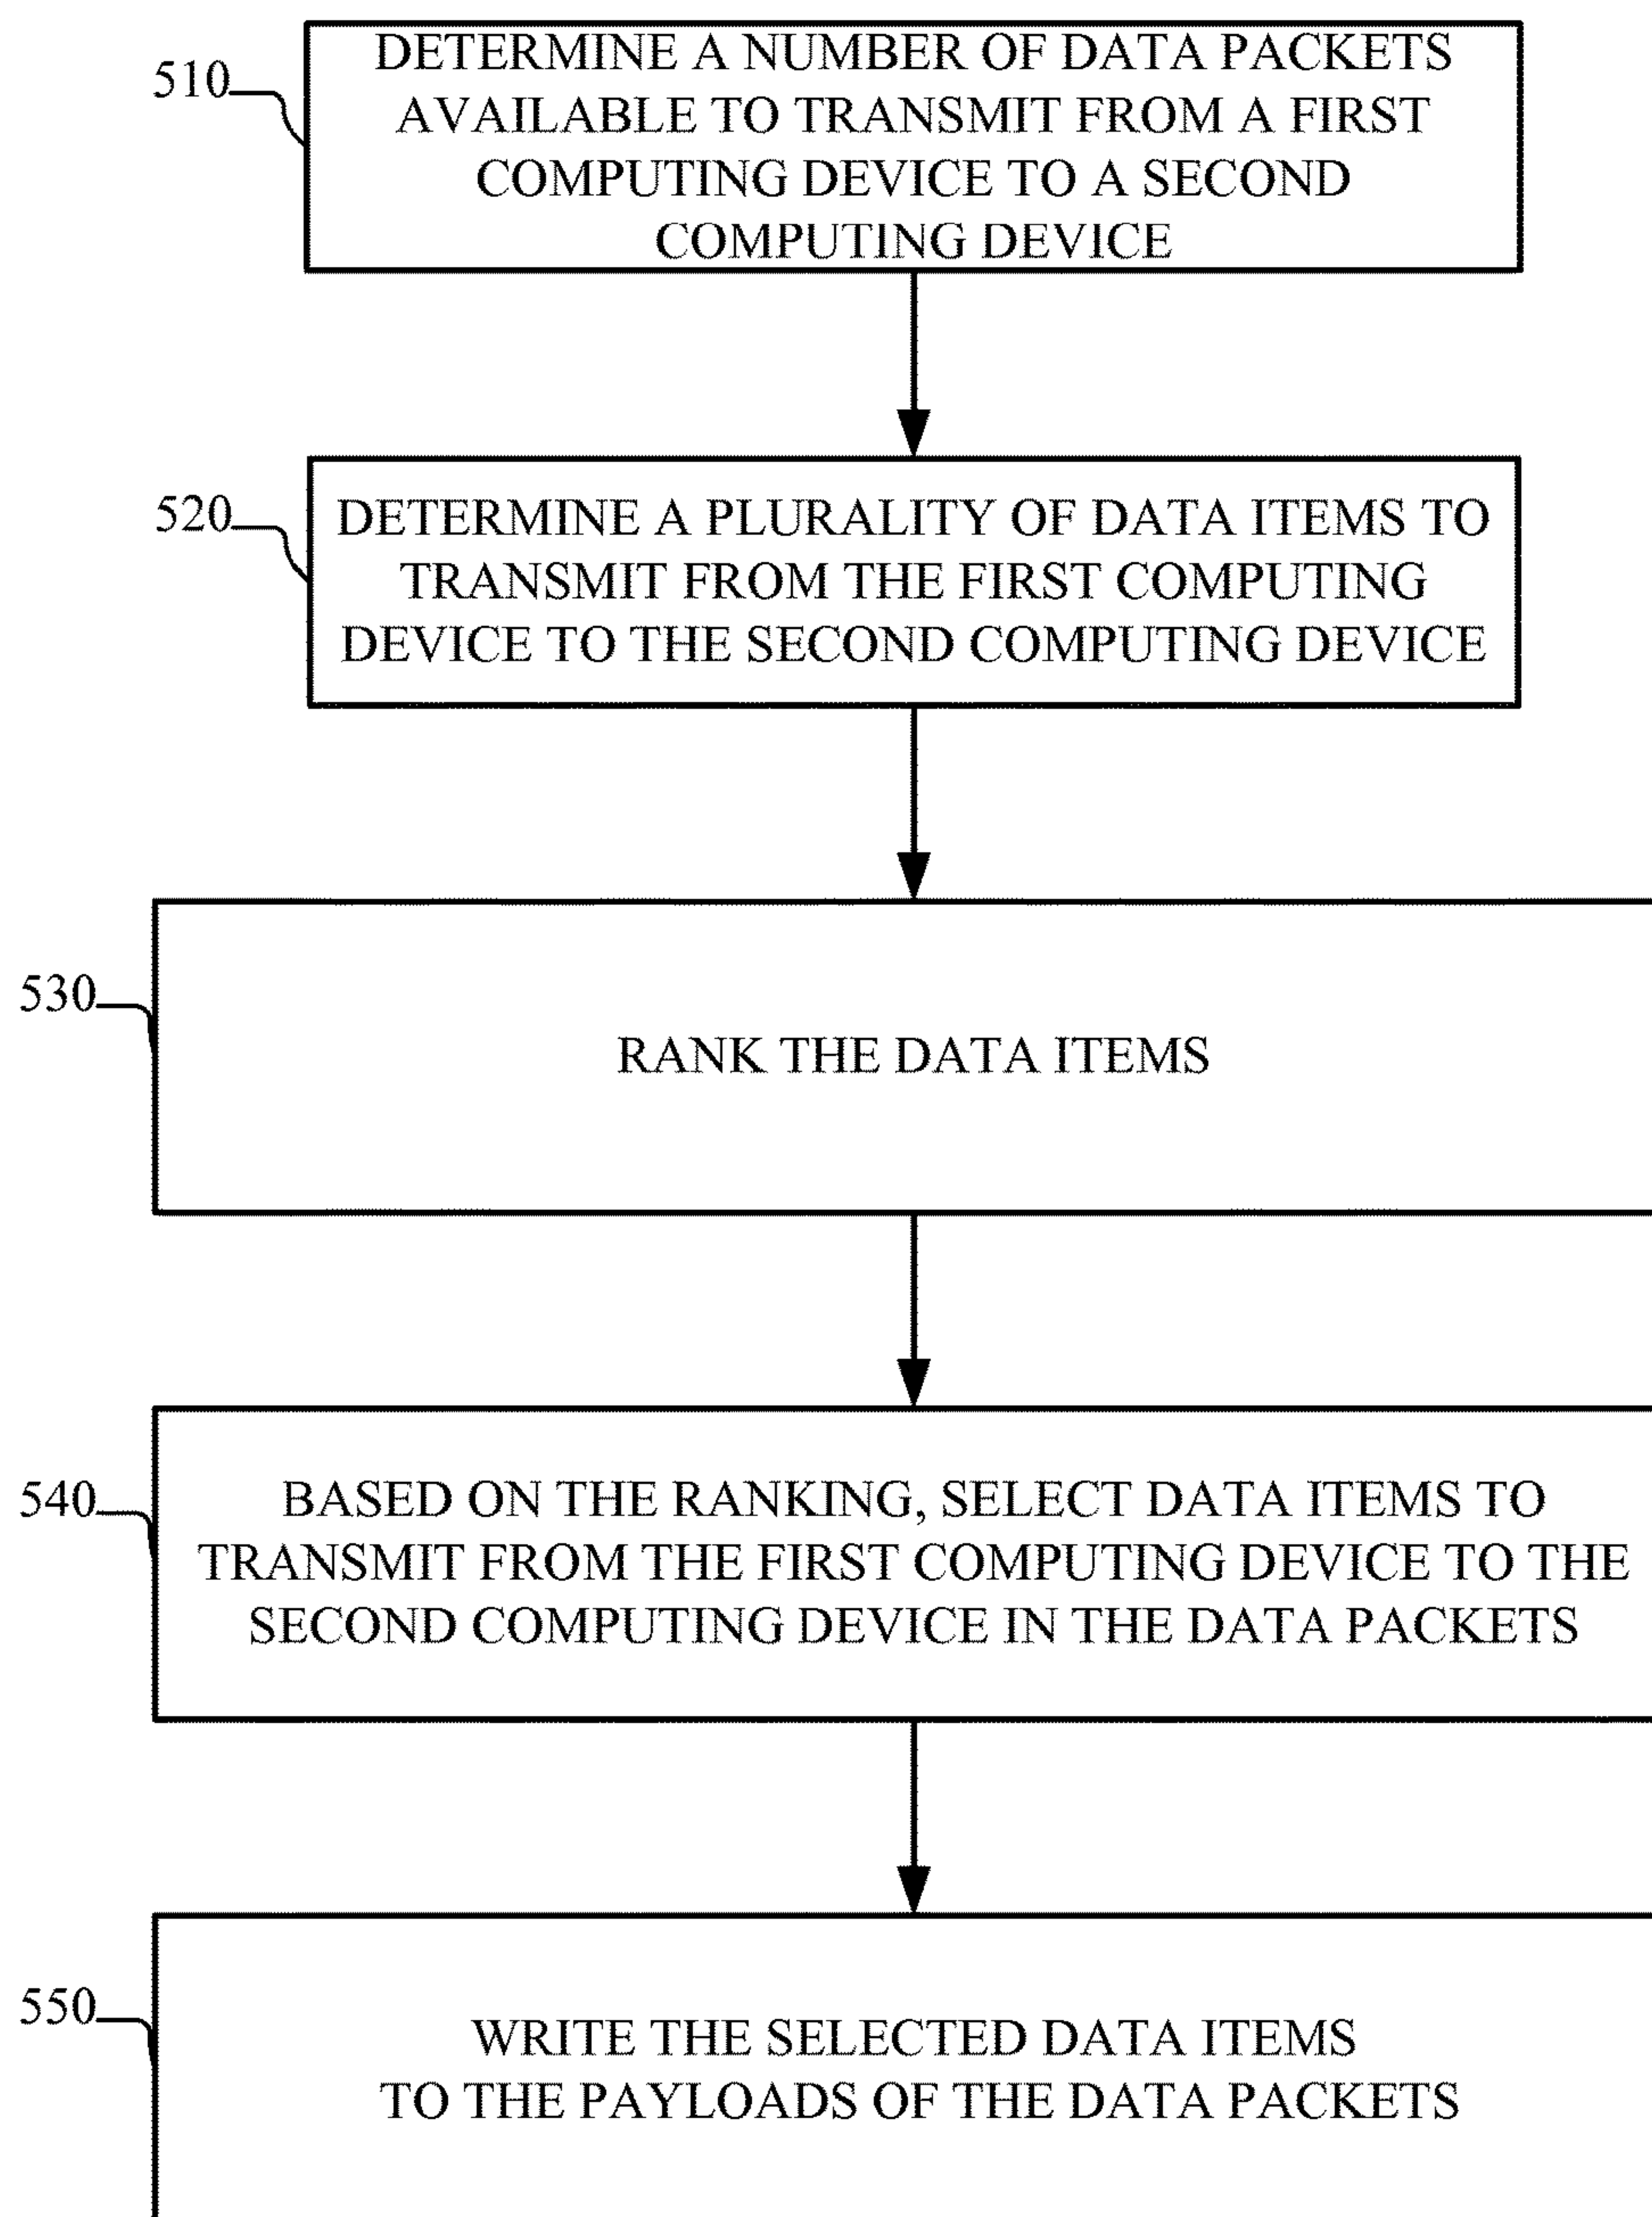 510
DETERMINE A NUMBER OF DATA PACKETS
AVAILABLE TO TRANSMIT FROM A FIRST
COMPUTING DEVICE TO A SECOND
COMPUTING DEVICE
520
DETERMINE A PLURALITY OF DATA ITEMS TO
TRANSMIT FROM THE FIRST COMPUTING
DEVICE TO THE SECOND COMPUTING DEVICE
530
RANK THE DATA ITEMS
540
BASED ON THE RANKING, SELECT DATA ITEMS TO
TRANSMIT FROM THE FIRST COMPUTING DEVICE TO THE
SECOND COMPUTING DEVICE IN THE DATA PACKETS
550
WRITE THE SELECTED DATA ITEMS
TO THE PAYLOADS OF THE DATA PACKETS